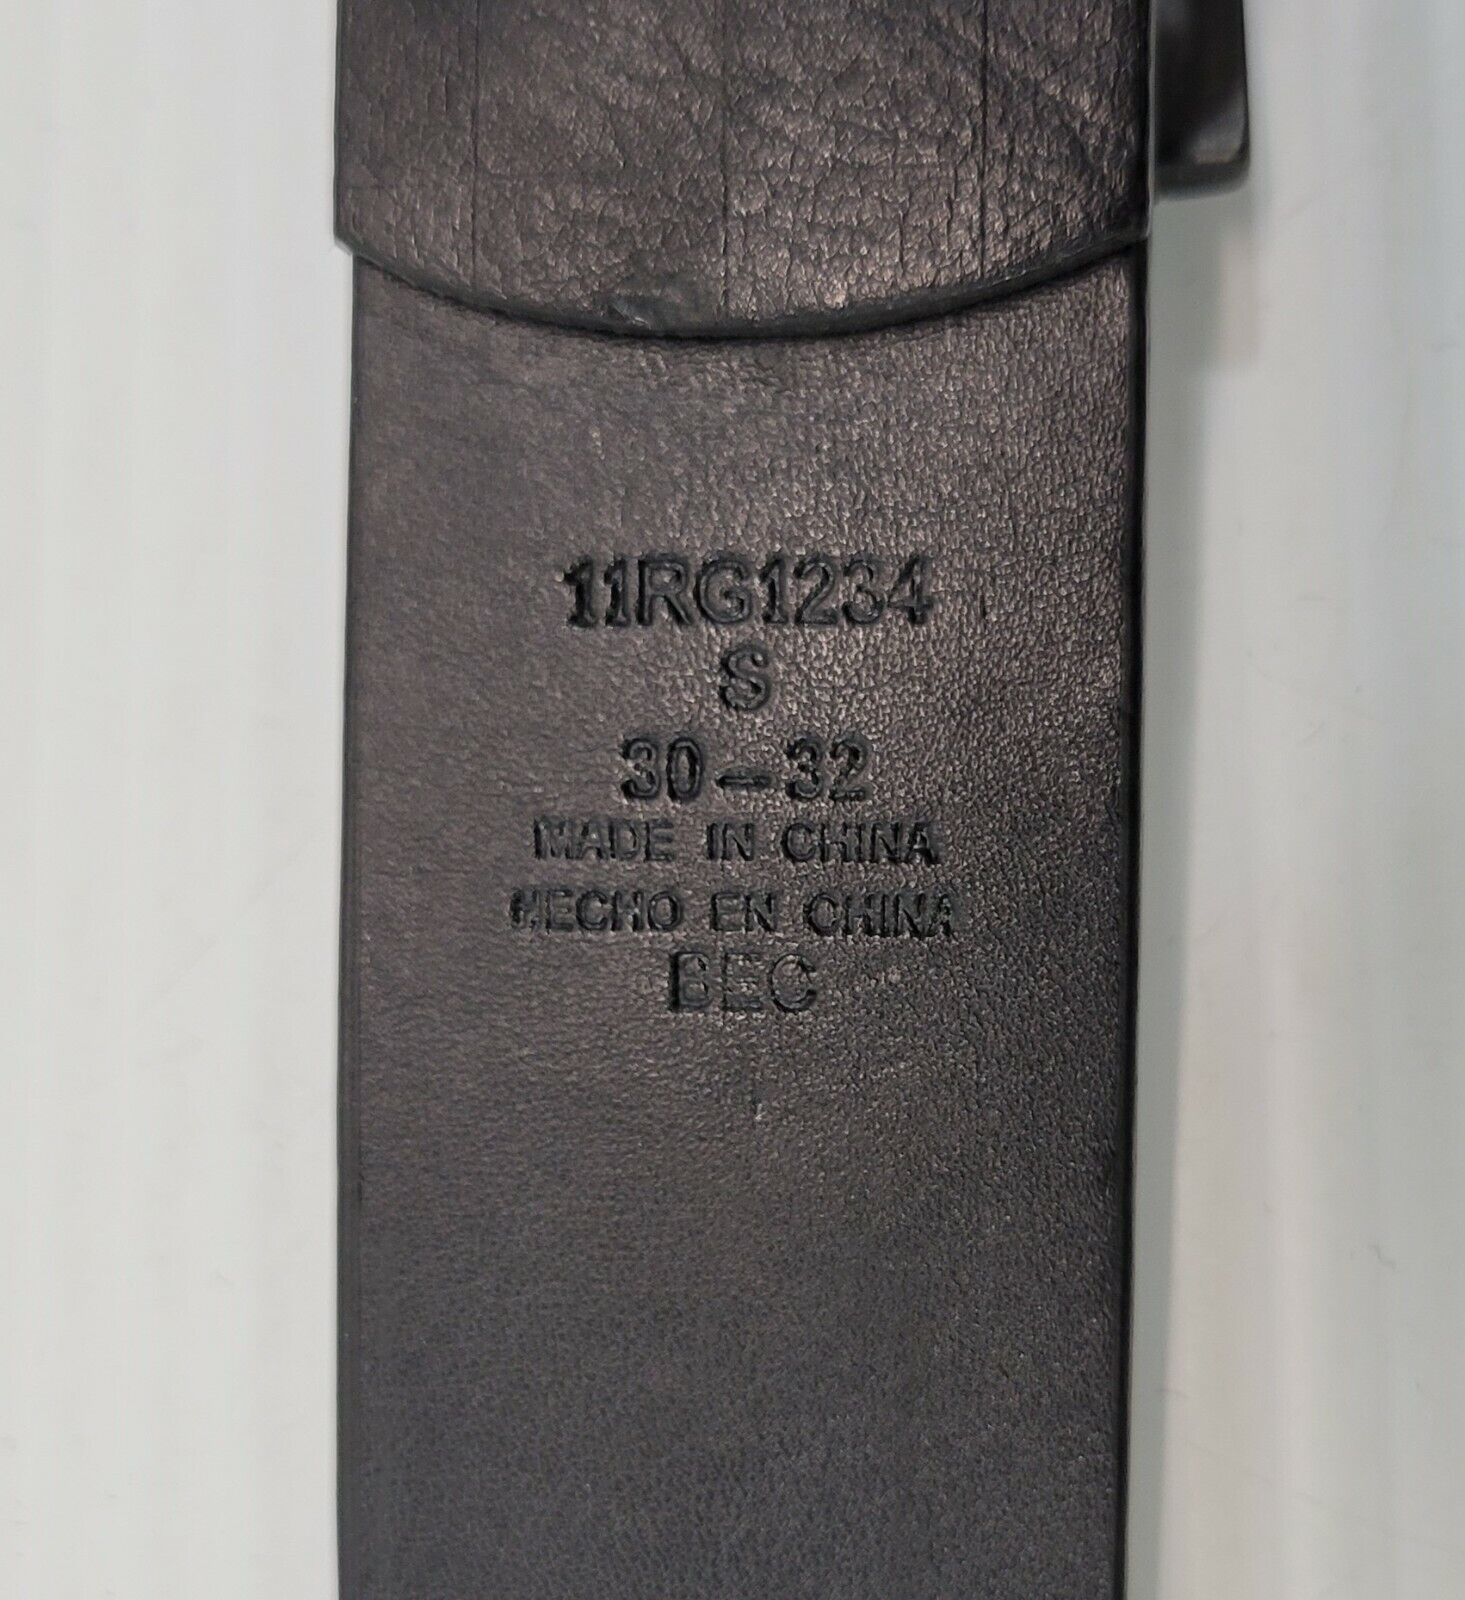 11RG1234
S
30-32
MADE IN CHINA
HECHO EN CHINA
BEC